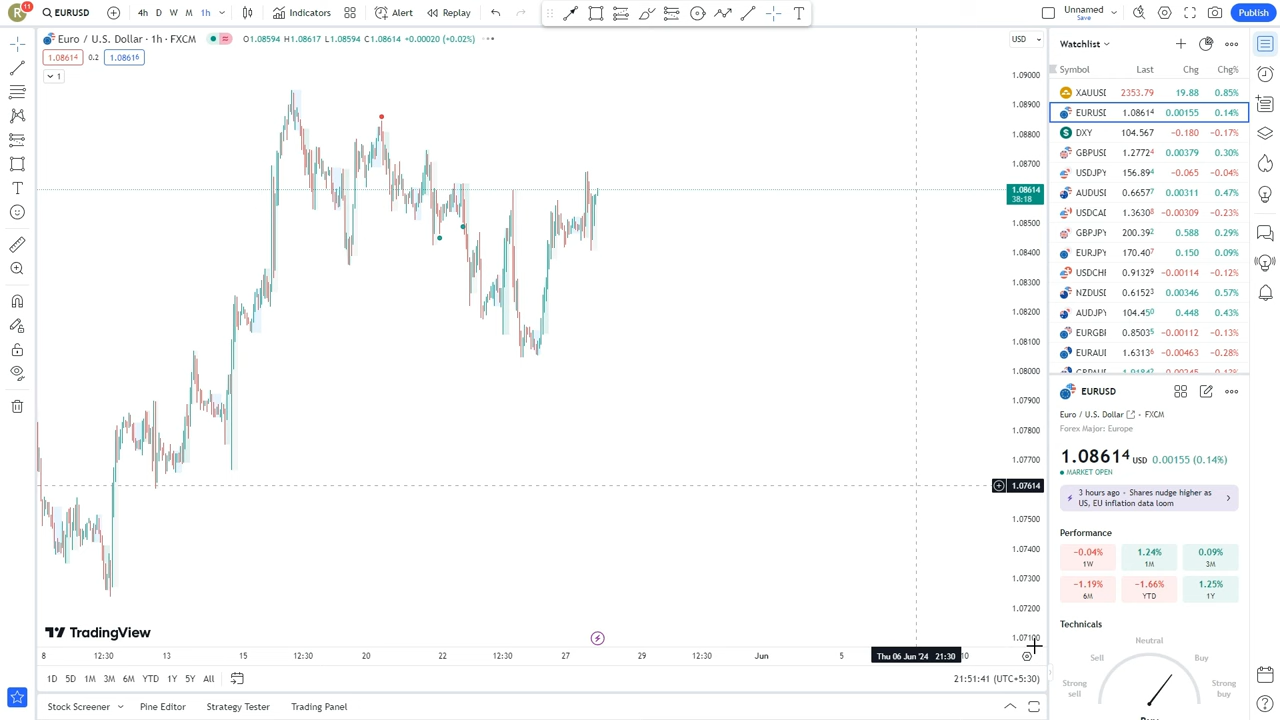 R 11 EURUSD 4h D W M 1h Indicators Alert Replay Unnamed Save Publish
Euro / U.S. Dollar · 1h · FXCM O1.08594 H1.08617 L1.08594 C1.08614 +0.00020 (+0.02%) USD
1.08614 0.2 1.08616
1
1.09000
1.08900
1.08800
1.08700
1.08614
38:18
1.08500
1.08400
1.08300
1.08200
1.08100
1.08000
1.07900
1.07800
1.07700
1.07614
1.07500
1.07400
1.07300
1.07200
1.07100
TradingView
8 12:30 13 15 12:30 20 22 12:30 27 29 12:30 Jun 5 Thu 06 Jun '24 21:30 10
1D 5D 1M 3M 6M YTD 1Y 5Y All 21:51:41 (UTC+5:30)
Stock Screener Pine Editor Strategy Tester Trading Panel
Watchlist
Symbol Last Chg Chg%
XAUUSD 2353.79 19.88 0.85%
EURUSD 1.08614 0.00155 0.14%
DXY 104.567 −0.180 −0.17%
GBPUSD 1.27724 0.00379 0.30%
USDJPY 156.894 −0.065 −0.04%
AUDUSD 0.66577 0.00311 0.47%
USDCAD 1.36308 −0.00309 −0.23%
GBPJPY 200.392 0.588 0.29%
EURJPY 170.407 0.150 0.09%
USDCHF 0.91329 −0.00114 −0.12%
NZDUSD 0.61523 0.00346 0.57%
AUDJPY 104.450 0.448 0.43%
EURGBP 0.85035 −0.00112 −0.13%
EURAUD 1.63136 −0.00463 −0.28%
EURUSD
Euro / U.S. Dollar · FXCM
Forex Major: Europe
1.08614 USD 0.00155 (0.14%)
MARKET OPEN
3 hours ago · Shares nudge higher as
US, EU inflation data loom
Performance
−0.04% 1.24% 0.09%
1W 1M 3M
−1.19% −1.66% 1.25%
6M YTD 1Y
Technicals
Neutral
Sell Buy
Strong sell Strong buy